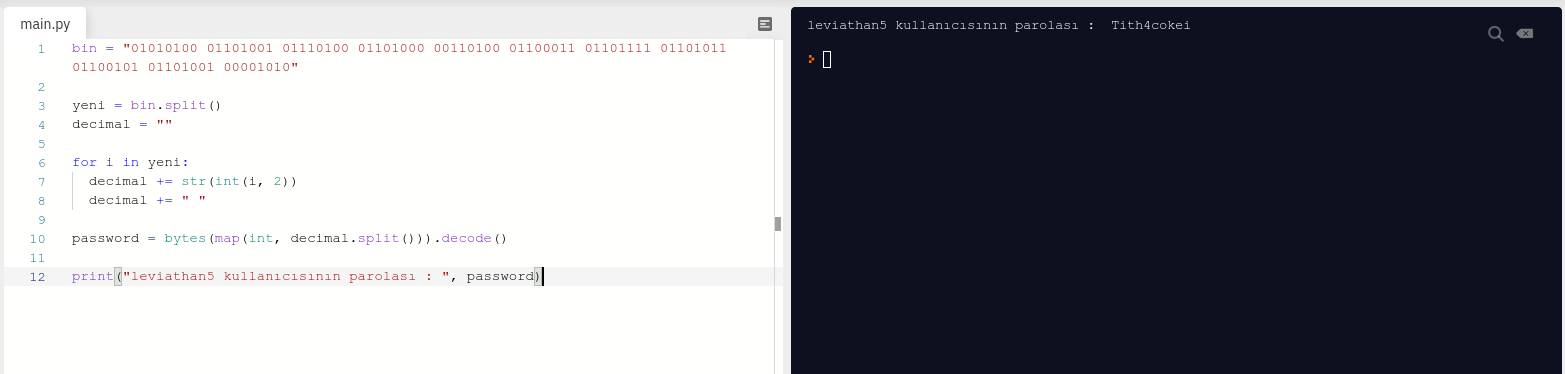 main.py
1 bin = "01010100 01101001 01110100 01101000 00110100 01100011 01101111 01101011
01100101 01101001 00001010"
2
3 yeni = bin.split()
4 decimal = ""
5
6 for i in yeni:
7 decimal += str(int(i, 2))
8 decimal += " "
9
10 password = bytes(map(int, decimal.split())).decode()
11
12 print("leviathan5 kullanıcısının parolası : ", password)
leviathan5 kullanıcısının parolası :  Tith4cokei